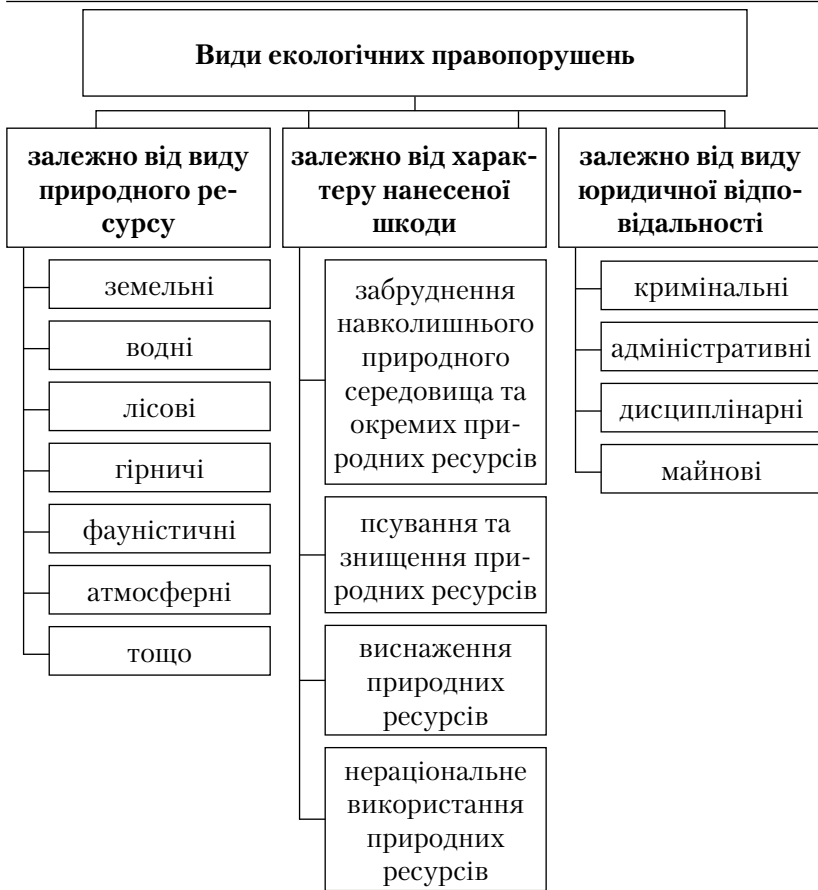 Види екологічних правопорушень
залежно від виду
природного ре-
сурсу
земельні
водні
лісові
гірничі
фауністичні
атмосферні
тощо
залежно від харак-
теру нанесеної
шкоди
забруднення
навколишнього
природного
середовища та
окремих при-
родних ресурсів
псування та
знищення при-
родних ресурсів
виснаження
природних
ресурсів
нераціональне
використання
природних
ресурсів
залежно від виду
юридичної відпо-
відальності
кримінальні
адміністративні
дисциплінарні
майнові